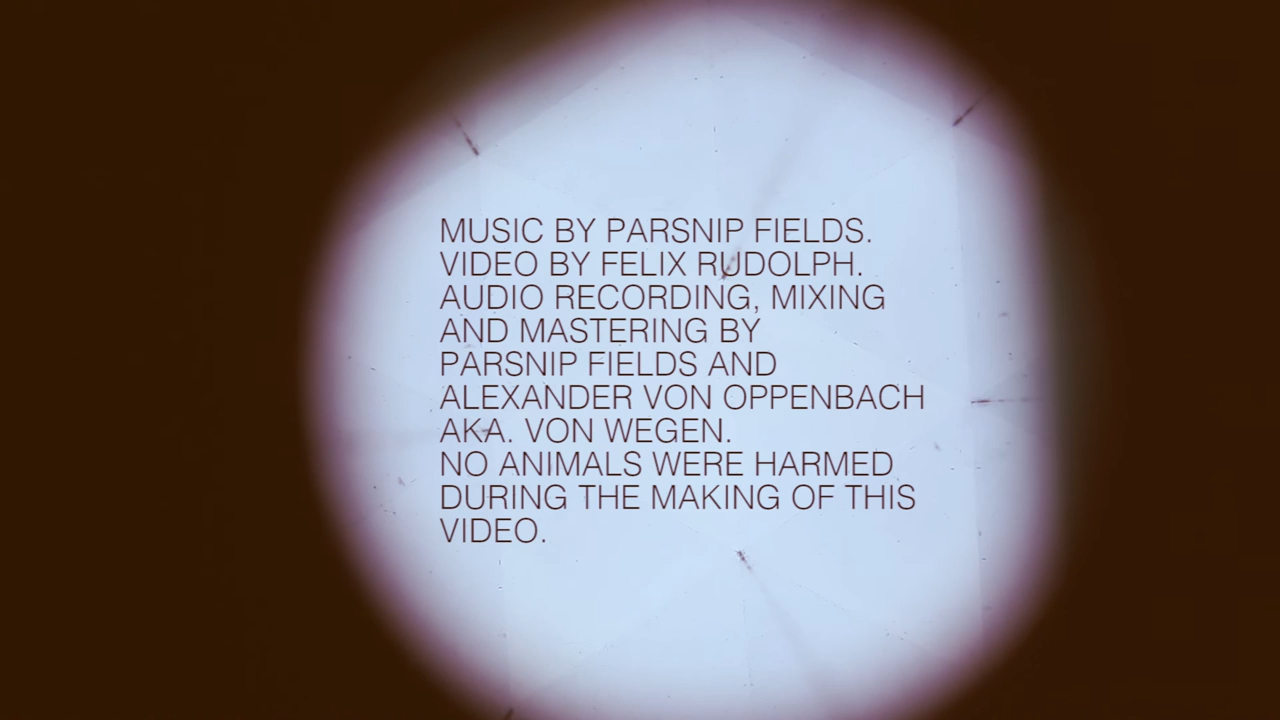 MUSIC BY PARSNIP FIELDS.
VIDEO BY FELIX RUDOLPH.
AUDIO RECORDING, MIXING
AND MASTERING BY
PARSNIP FIELDS AND
ALEXANDER VON OPPENBACH
AKA. VON WEGEN.
NO ANIMALS WERE HARMED
DURING THE MAKING OF THIS
VIDEO.